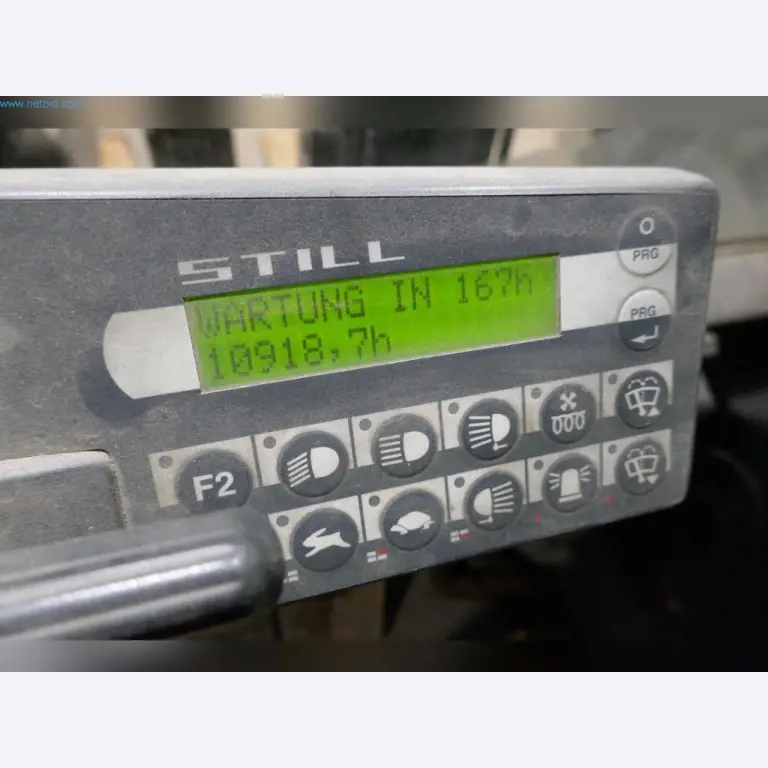 www.netbid.com
STILL
WARTUNG IN 167h
10918,7h
O
PRG
PRG
F2